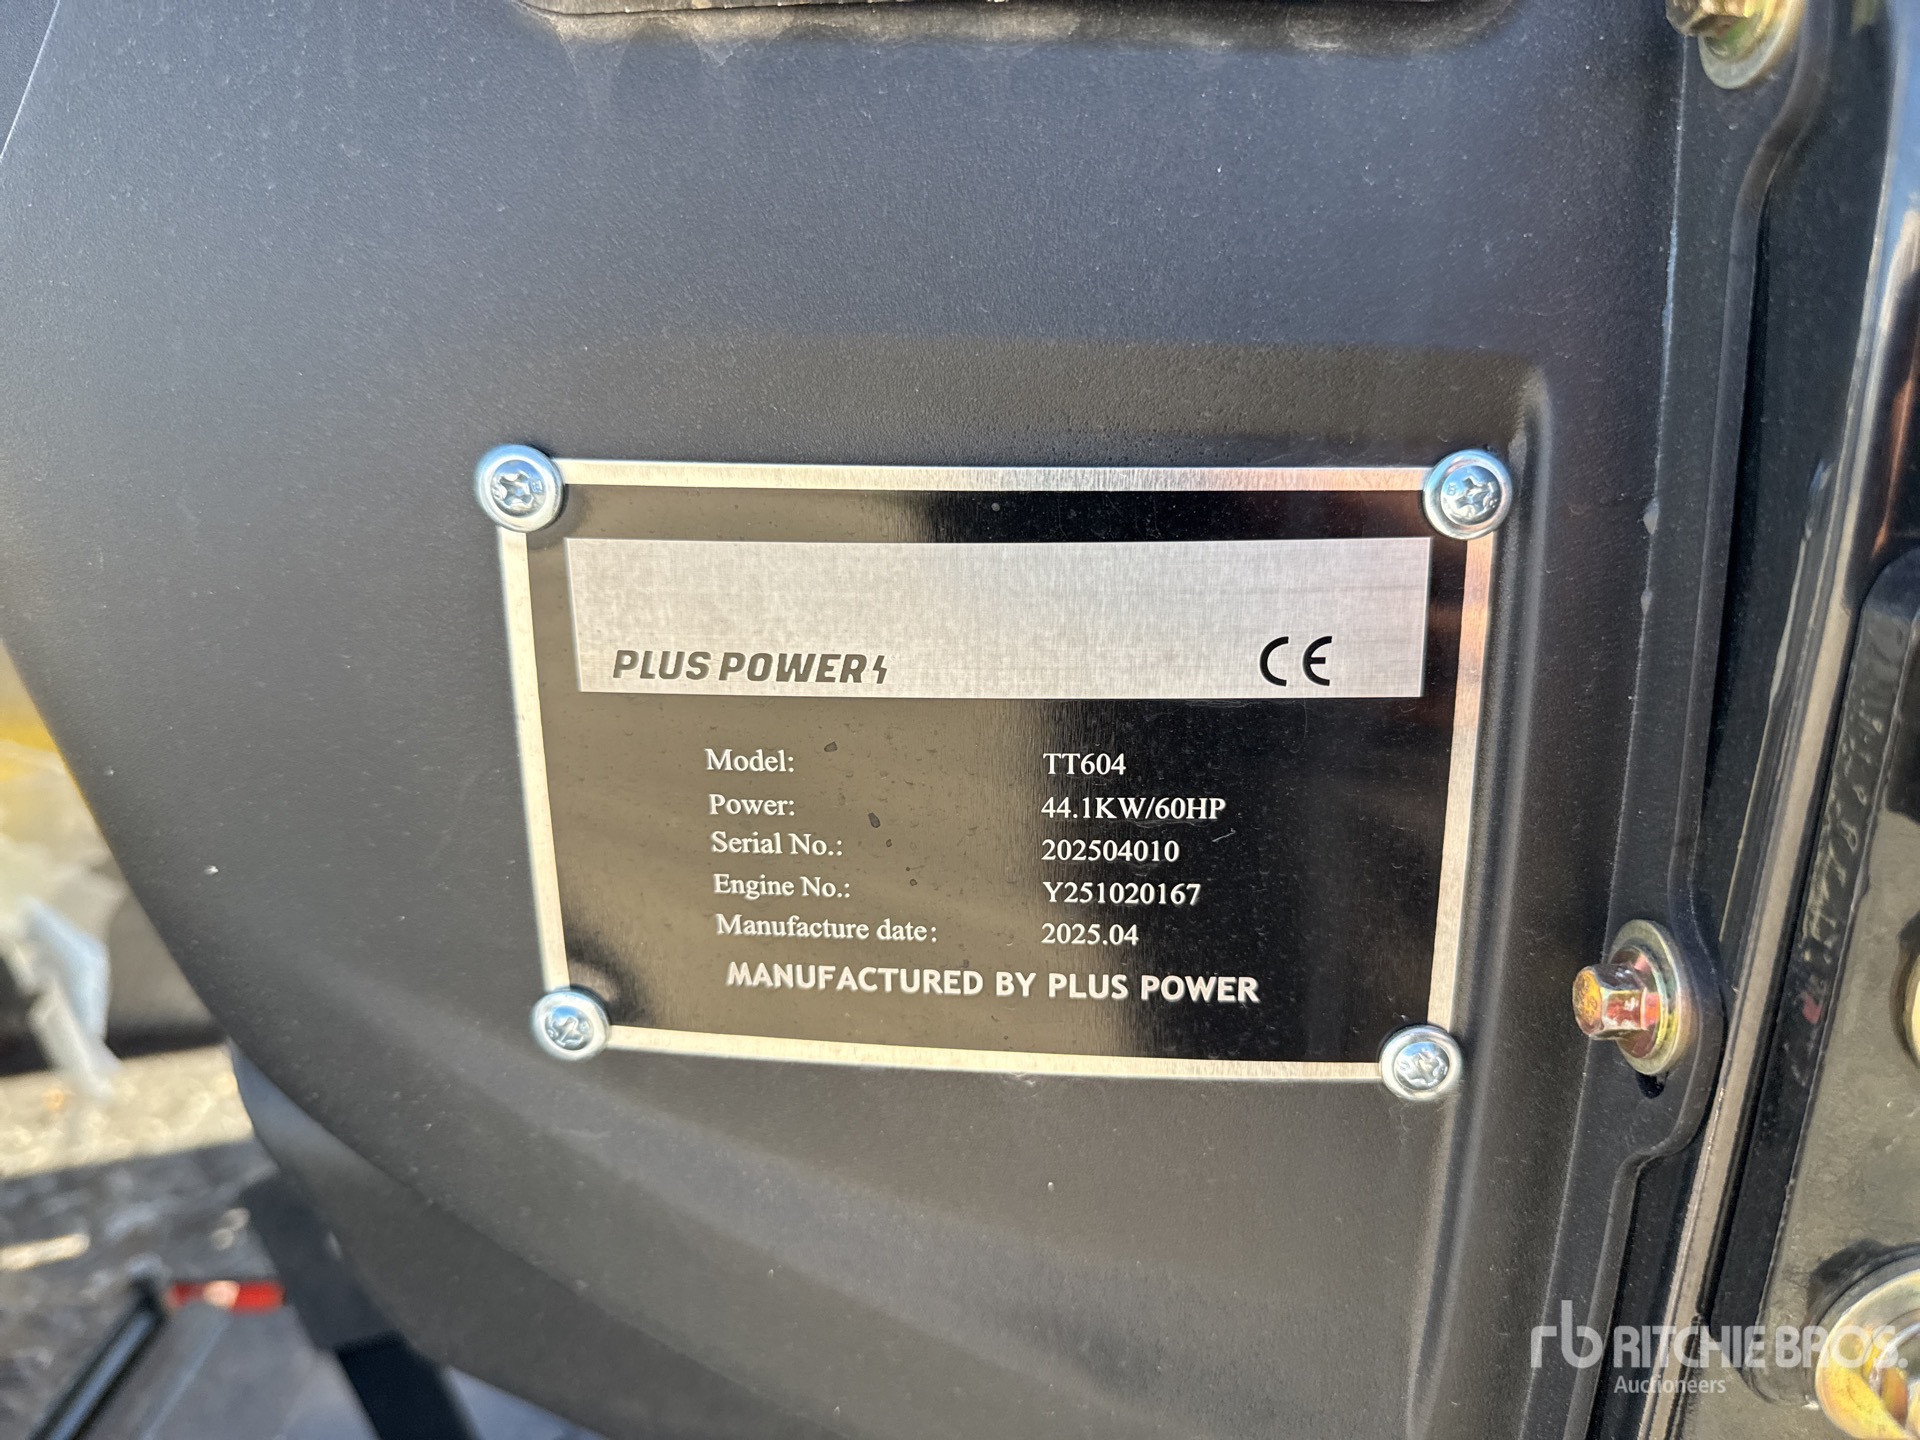 PLUS POWER
CE
Model: TT604
Power: 44.1KW/60HP
Serial No.: 202504010
Engine No.: Y251020167
Manufacture date: 2025.04
MANUFACTURED BY PLUS POWER
rb RITCHIE BROS.
Auctioneers